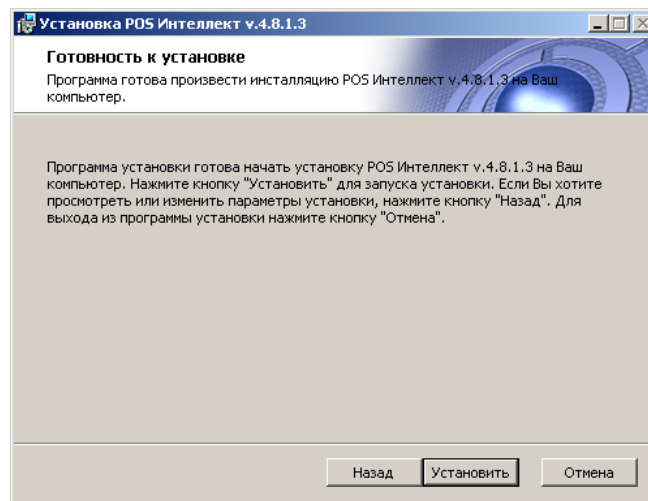 Установка POS Интеллект v.4.8.1.3
Готовность к установке
Программа готова произвести инсталляцию POS Интеллект v.4.8.1.3 на Ваш
компьютер.
Программа установки готова начать установку POS Интеллект v.4.8.1.3 на Ваш
компьютер. Нажмите кнопку "Установить" для запуска установки. Если Вы хотите
просмотреть или изменить параметры установки, нажмите кнопку "Назад". Для
выхода из программы установки нажмите кнопку "Отмена".
Назад Установить Отмена